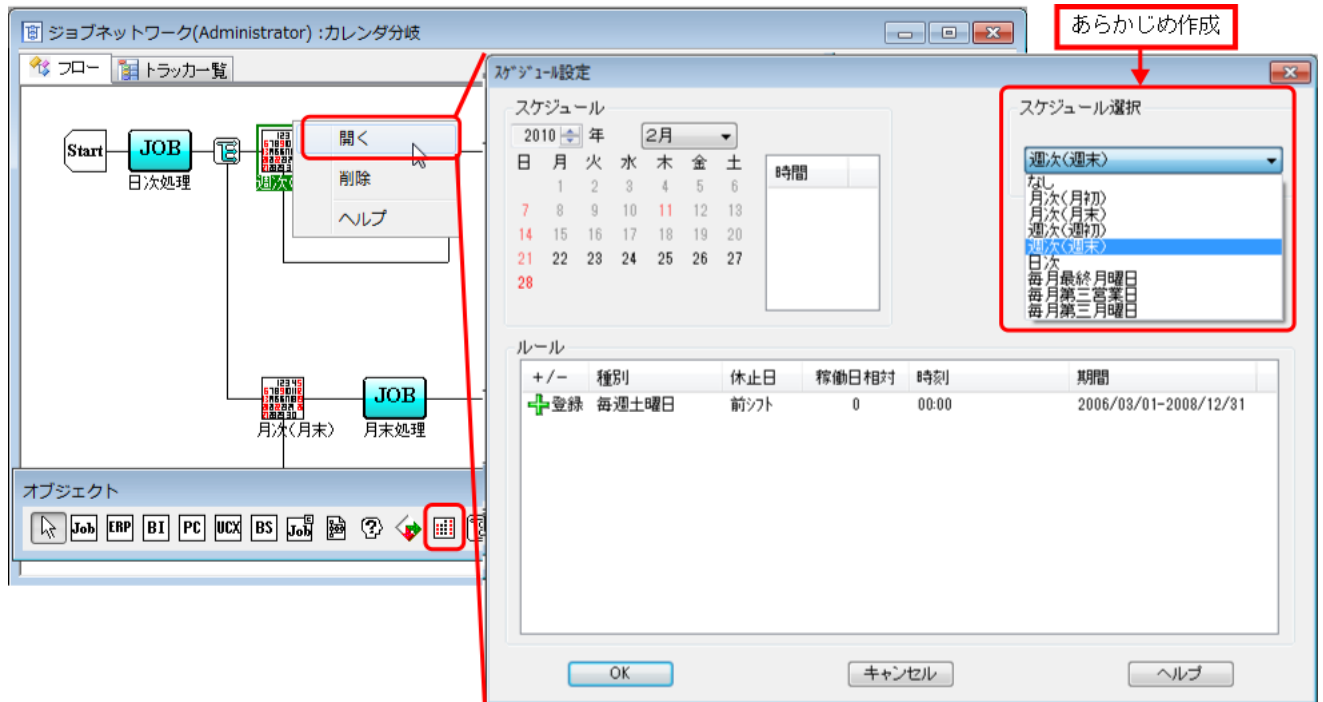 ジョブネットワーク(Administrator) :カレンダ分岐
フロー トラッカー覧
Start
JOB
日次処理
週次(
開く
削除
ヘルプ
月次(月末)
JOB
月末処理
オブジェクト
Job ERP BI PC UCX BS Job
あらかじめ作成
スケジュール設定
スケジュール
2010 年 2月
日 月 火 水 木 金 土
1 2 3 4 5 6
7 8 9 10 11 12 13
14 15 16 17 18 19 20
21 22 23 24 25 26 27
28
時間
スケジュール選択
週次(週末)
なし
月次(月初)
月次(月末)
週次(週初)
週次(週末)
日次
毎月最終月曜日
毎月第三営業日
毎月第三月曜日
ルール
+/- 種別 休止日 稼働日相対 時刻 期間
登録 毎週土曜日 前シフト 0 00:00 2006/03/01-2008/12/31
OK キャンセル ヘルプ